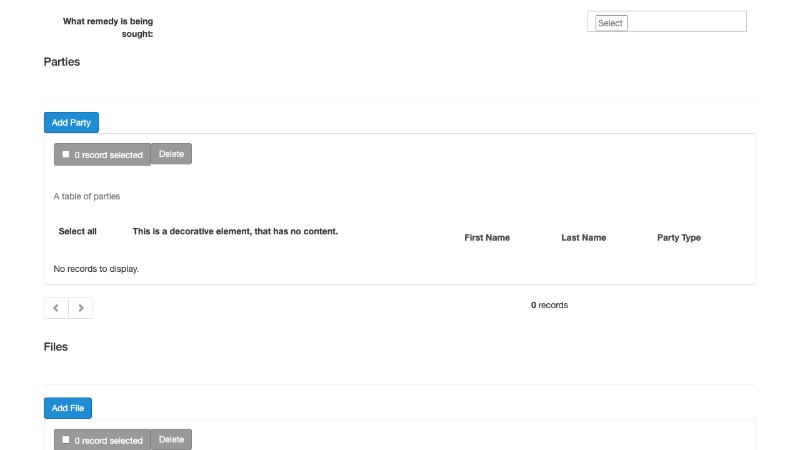 What remedy is being
sought:
Select
Parties
Add Party
0 record selected Delete
A table of parties
Select all This is a decorative element, that has no content. First Name Last Name Party Type
No records to display.
0 records
Files
Add File
0 record selected Delete